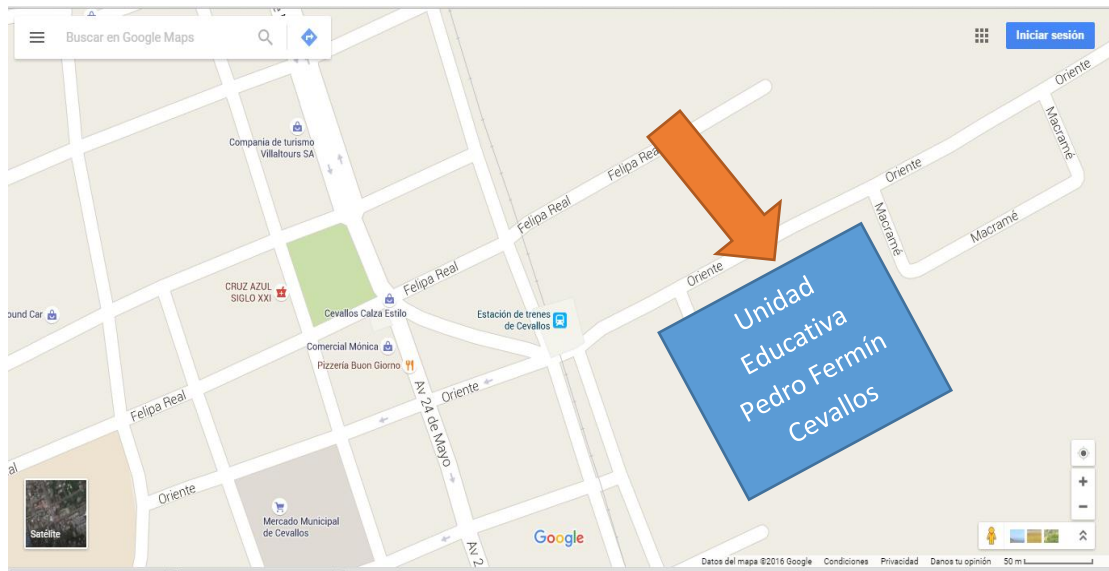 Buscar en Google Maps
Iniciar sesión
Oriente
Macramé
Compania de turismo
Villaltours SA
Felipa Real
Oriente
Felipa Real
Macramé
Macramé
Felipa Real
Oriente
CRUZ AZUL
SIGLO XXI
Cevallos Calza Estilo
Estación de trenes
de Cevallos
ound Car
Unidad
Educativa
Pedro Fermín
Cevallos
Comercial Mónica
Pizzería Buon Giorno
Oriente
Av 24 de Mayo
Felipa Real
al
Oriente
Mercado Municipal
de Cevallos
Satélite
Av 2
Google
Datos del mapa ©2016 Google Condiciones Privacidad Danos tu opinión 50 m